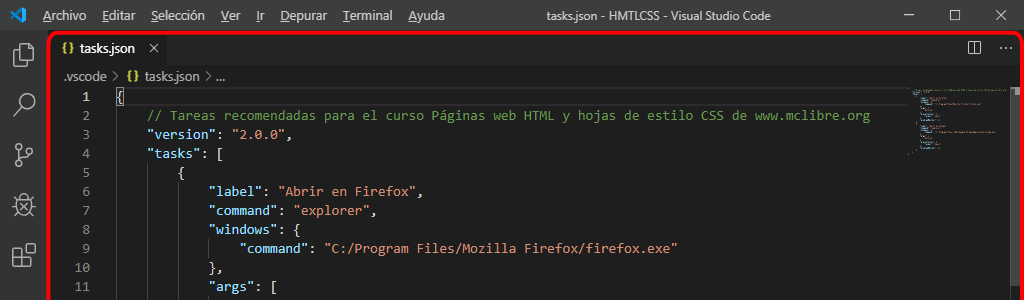 Archivo Editar Selección Ver Ir Depurar Terminal Ayuda tasks.json - HMTLCSS - Visual Studio Code
{} tasks.json ×
.vscode > {} tasks.json > ...
1 {
2 // Tareas recomendadas para el curso Páginas web HTML y hojas de estilo CSS de www.mclibre.org
3 "version": "2.0.0",
4 "tasks": [
5 {
6 "label": "Abrir en Firefox",
7 "command": "explorer",
8 "windows": {
9 "command": "C:/Program Files/Mozilla Firefox/firefox.exe"
10 },
11 "args": [